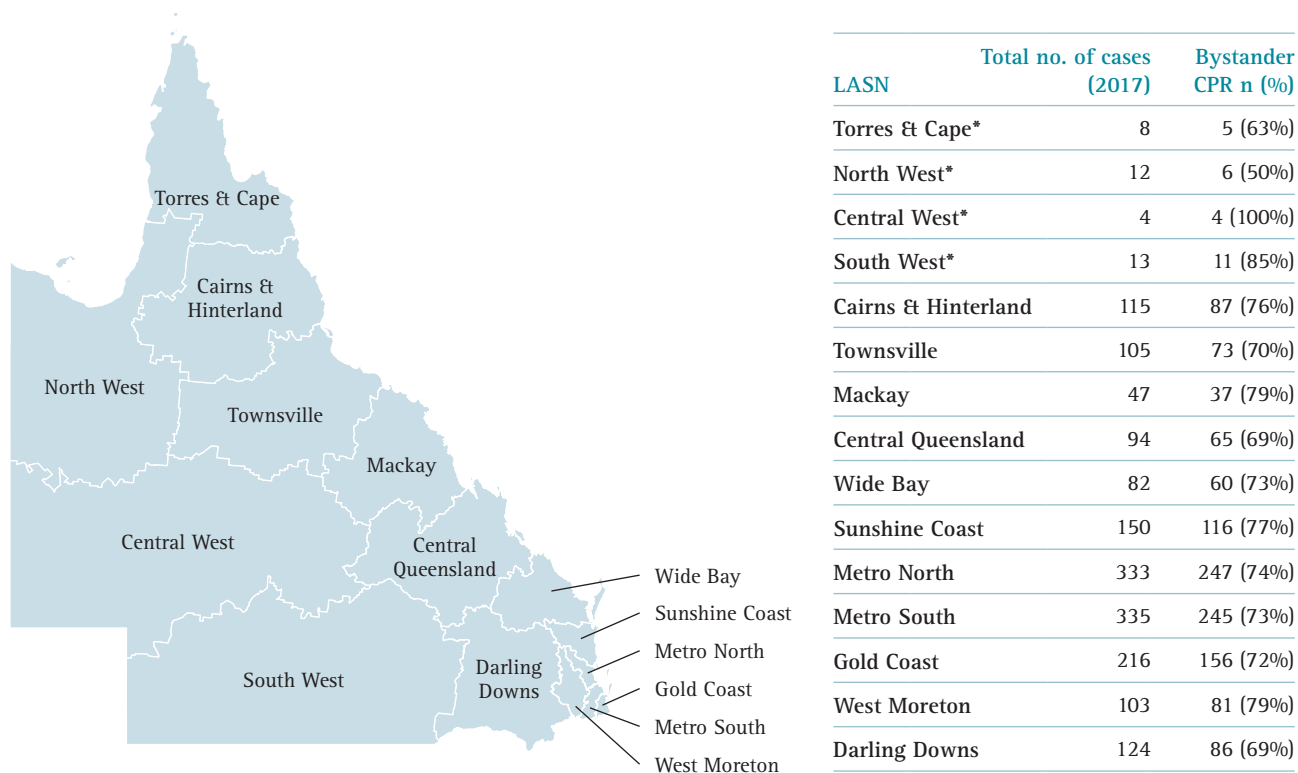 Torres & Cape
Cairns &
Hinterland
North West
Townsville
Mackay
Central West
Central
Queensland
Wide Bay
Sunshine Coast
Metro North
South West
Darling
Downs
Gold Coast
Metro South
West Moreton
LASN Total no. of cases (2017) Bystander CPR n (%)
Torres & Cape* 8 5 (63%)
North West* 12 6 (50%)
Central West* 4 4 (100%)
South West* 13 11 (85%)
Cairns & Hinterland 115 87 (76%)
Townsville 105 73 (70%)
Mackay 47 37 (79%)
Central Queensland 94 65 (69%)
Wide Bay 82 60 (73%)
Sunshine Coast 150 116 (77%)
Metro North 333 247 (74%)
Metro South 335 245 (73%)
Gold Coast 216 156 (72%)
West Moreton 103 81 (79%)
Darling Downs 124 86 (69%)